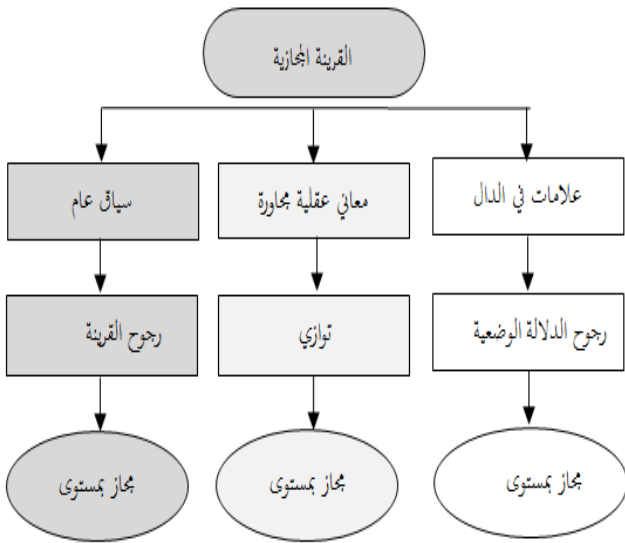 القرينة المجازية
علامات في الدال
معاني عقلية مجاورة
سياق عام
رجوح الدلالة الوضعية
توازي
رجوح القرينة
مجاز بمستوى
مجاز بمستوى
مجاز بمستوى